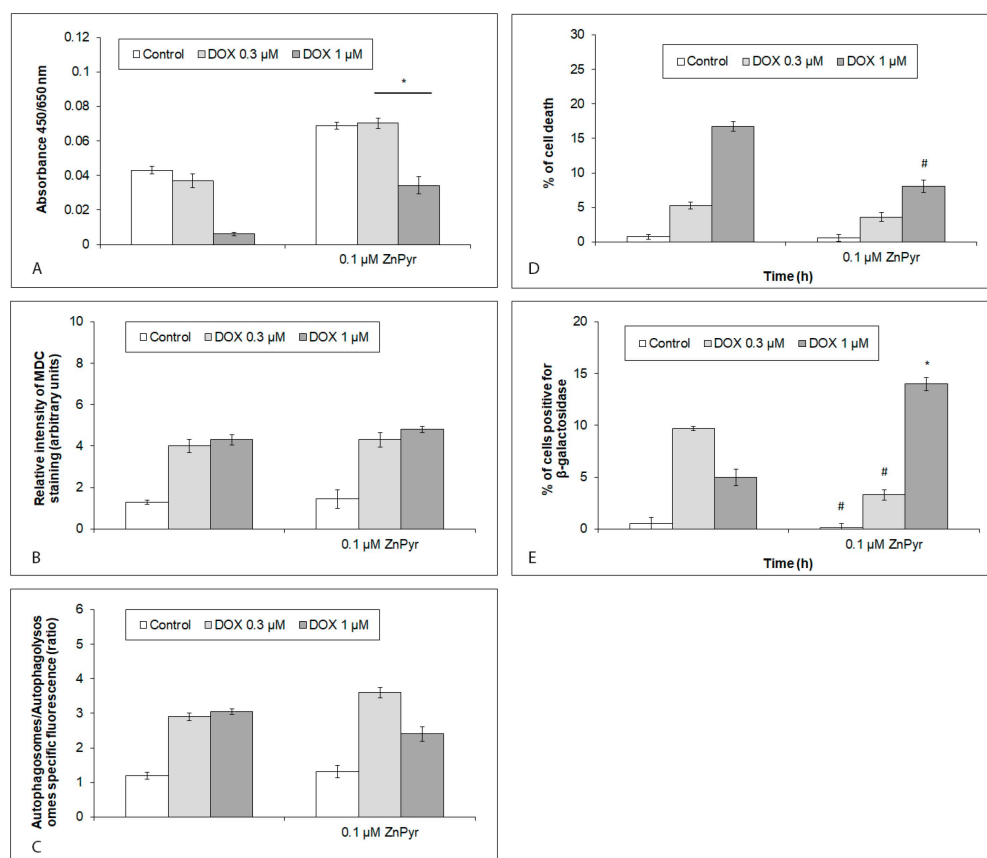 0.12
0.1
0.08
0.06
0.04
0.02
0
Absorbance 450/650 nm
Control DOX 0.3 µM DOX 1 µM
*
0.1 µM ZnPyr
A
10
8
6
4
2
0
Relative intensity of MDC
staining (arbitrary units)
Control DOX 0.3 µM DOX 1 µM
0.1 µM ZnPyr
B
6
5
4
3
2
1
0
Autophagosomes/Autophagolysos
omes specific fluorescence (ratio)
Control DOX 0.3 µM DOX 1 µM
0.1 µM ZnPyr
C
30
25
20
15
10
5
0
% of cell death
Control DOX 0.3 µM DOX 1 µM
#
0.1 µM ZnPyr
Time (h)
D
20
15
10
5
0
% of cells positive for
β-galactosidase
Control DOX 0.3 µM DOX 1 µM
*
#
#
0.1 µM ZnPyr
Time (h)
E